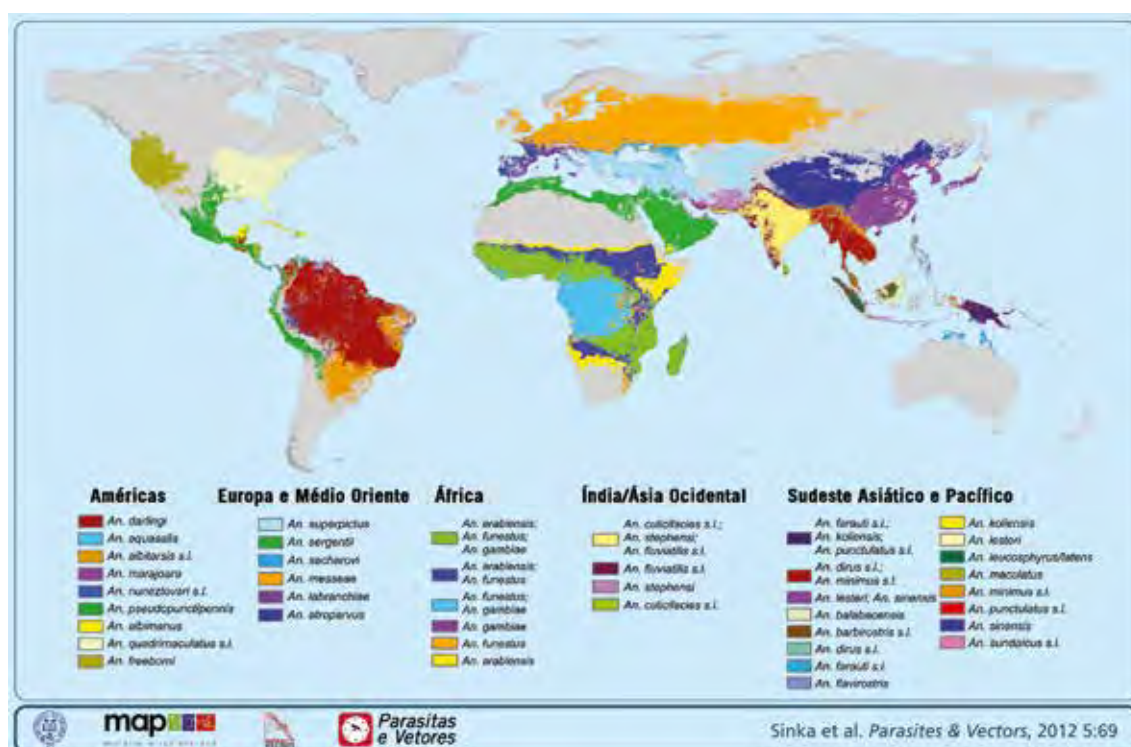 Américas
An. darlingi
An. aquasalis
An. albitarsis s.l.
An. marajoara
An. nuneztovari s.l.
An. pseudopunctipennis
An. albimanus
An. quadrimaculatus s.l.
An. freeborni
Europa e Médio Oriente
An. superpictus
An. sergentii
An. sacharovi
An. messeae
An. labranchiae
An. atroparvus
África
An. arabiensis;
An. funestus;
An. gambiae
An. arabiensis;
An. funestus
An. funestus;
An. gambiae
An. gambiae
An. funestus
An. arabiensis
Índia/Ásia Ocidental
An. culicifacies s.l.;
An. stephensi;
An. fluviatilis s.l.
An. fluviatilis s.l.
An. stephensi
An. culicifacies s.l.
Sudeste Asiático e Pacífico
An. farauti s.l.;
An. koliensis;
An. punctulatus s.l.
An. dirus s.l.;
An. minimus s.l.
An. lesteri; An. sinensis
An. balabacensis
An. barbirostris s.l.
An. dirus s.l.
An. farauti s.l.
An. flavirostris
An. koliensis
An. lesteri
An. leucosphyrus/latens
An. maculatus
An. minimus s.l.
An. punctulatus s.l.
An. sinensis
An. sundaicus s.l.
map
Parasitas
e Vetores
Sinka et al. Parasites & Vectors, 2012 5:69